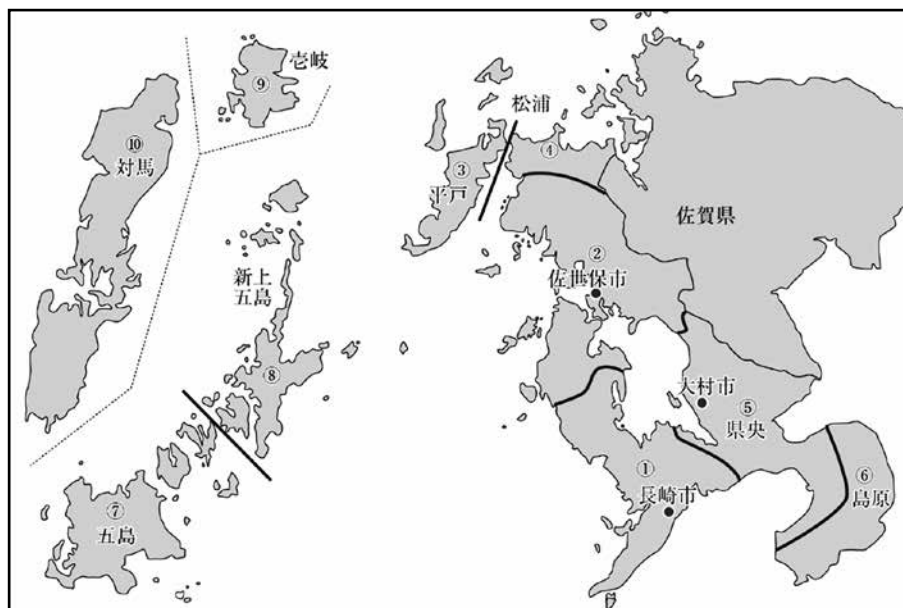 壱岐
⑨
⑩
対馬
松浦
④
③
平戸
佐賀県
新上
五島
②
佐世保市
⑧
大村市
⑤
県央
①
長崎市
⑥
島原
⑦
五島